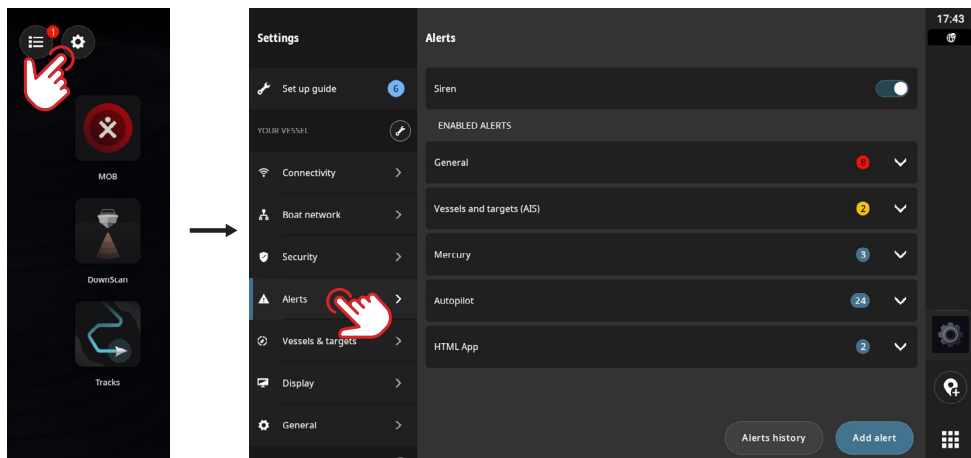 1
MOB
DownScan
Tracks
Settings
Set up guide 6
YOUR VESSEL
Connectivity
Boat network
Security
Alerts
Vessels & targets
Display
General
Alerts
Siren
ENABLED ALERTS
General 8
Vessels and targets (AIS) 2
Mercury 3
Autopilot 24
HTML App 2
Alerts history
Add alert
17:43